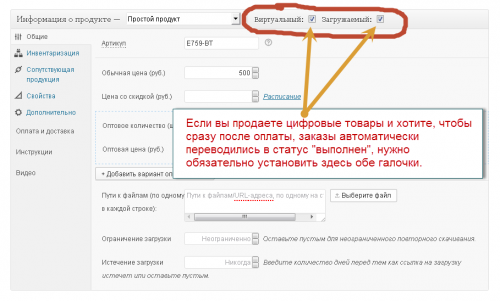 Информация о продукте — Простой продукт Виртуальный: Загружаемый:
Общие
Инвентаризация
Сопутствующая продукция
Свойства
Дополнительно
Оплата и доставка
Инструкции
Видео
Артикул E759-BT
Обычная цена (руб.) 500
Цена со скидкой (руб.) Расписание
Оптовое количество (ш
Оптовая цена (руб.)
Если вы продаете цифровые товары и хотите, чтобы
сразу после оплаты, заказы автоматически
переводились в статус "выполнен", нужно
обязательно установить здесь обе галочки.
+ Добавить вариант оп
Пути к файлам (по одному в каждой строке): Пути к файлам/URL-адреса, по одному на с Выберите файл
Ограничение загрузки Неограниченно Оставьте пустым для неограниченного повторного скачивания.
Истечение загрузки Никогда Введите количество дней перед тем как ссылка на загрузку
истечет или оставьте пустым.